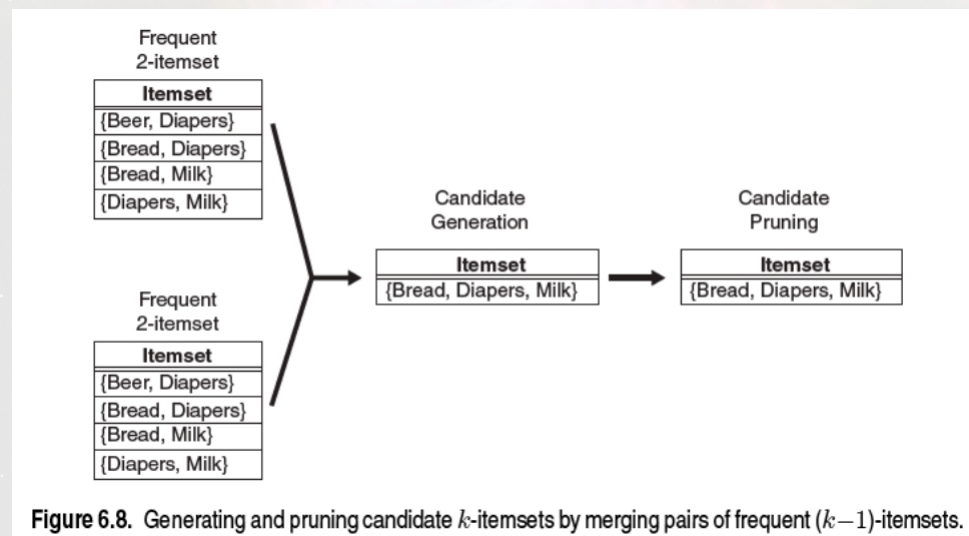 Frequent
2-itemset
Itemset
{Beer, Diapers}
{Bread, Diapers}
{Bread, Milk}
{Diapers, Milk}
Frequent
2-itemset
Itemset
{Beer, Diapers}
{Bread, Diapers}
{Bread, Milk}
{Diapers, Milk}
Candidate
Generation
Itemset
{Bread, Diapers, Milk}
Candidate
Pruning
Itemset
{Bread, Diapers, Milk}
Figure 6.8. Generating and pruning candidate k-itemsets by merging pairs of frequent (k−1)-itemsets.